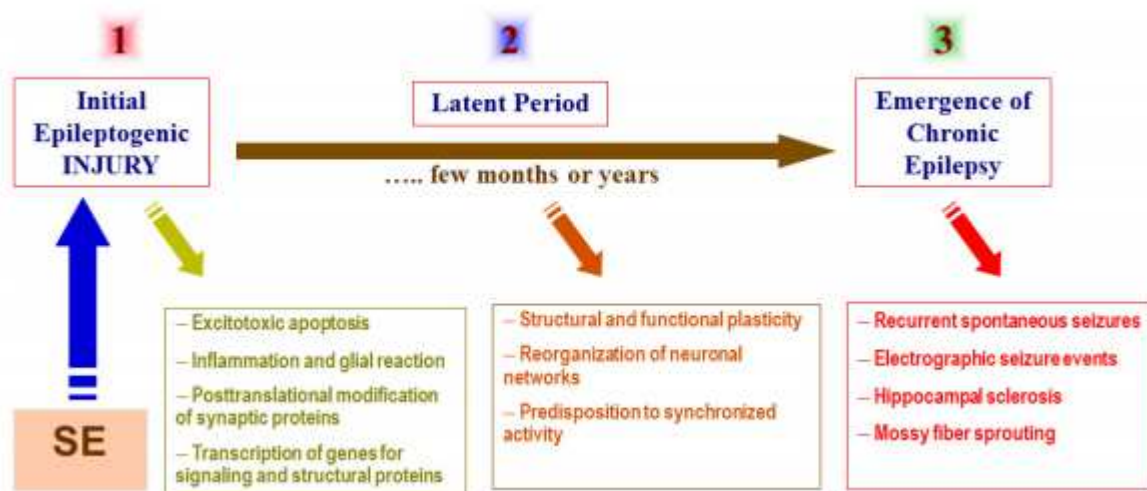 1
2
3
Initial
Epileptogenic
INJURY
Latent Period
Emergence of
Chronic
Epilepsy
….. few months or years
SE
– Excitotoxic apoptosis
– Inflammation and glial reaction
– Posttranslational modification
of synaptic proteins
– Transcription of genes for
signaling and structural proteins
– Structural and functional plasticity
– Reorganization of neuronal
networks
– Predisposition to synchronized
activity
– Recurrent spontaneous seizures
– Electrographic seizure events
– Hippocampal sclerosis
– Mossy fiber sprouting